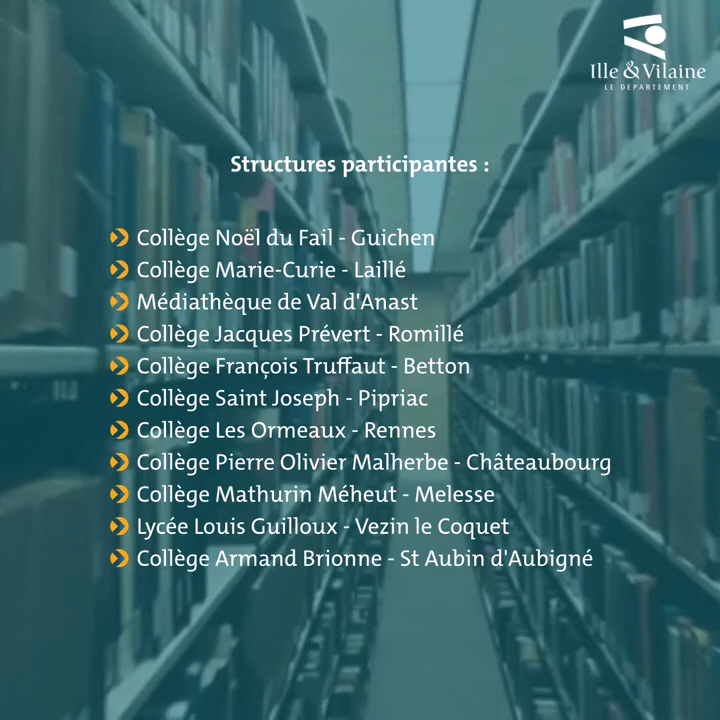 Ille & Vilaine
LE DEPARTEMENT
Structures participantes :
Collège Noël du Fail - Guichen
Collège Marie-Curie - Laillé
Médiathèque de Val d'Anast
Collège Jacques Prévert - Romillé
Collège François Truffaut - Betton
Collège Saint Joseph - Pipriac
Collège Les Ormeaux - Rennes
Collège Pierre Olivier Malherbe - Châteaubourg
Collège Mathurin Méheut - Melesse
Lycée Louis Guilloux - Vezin le Coquet
Collège Armand Brionne - St Aubin d'Aubigné